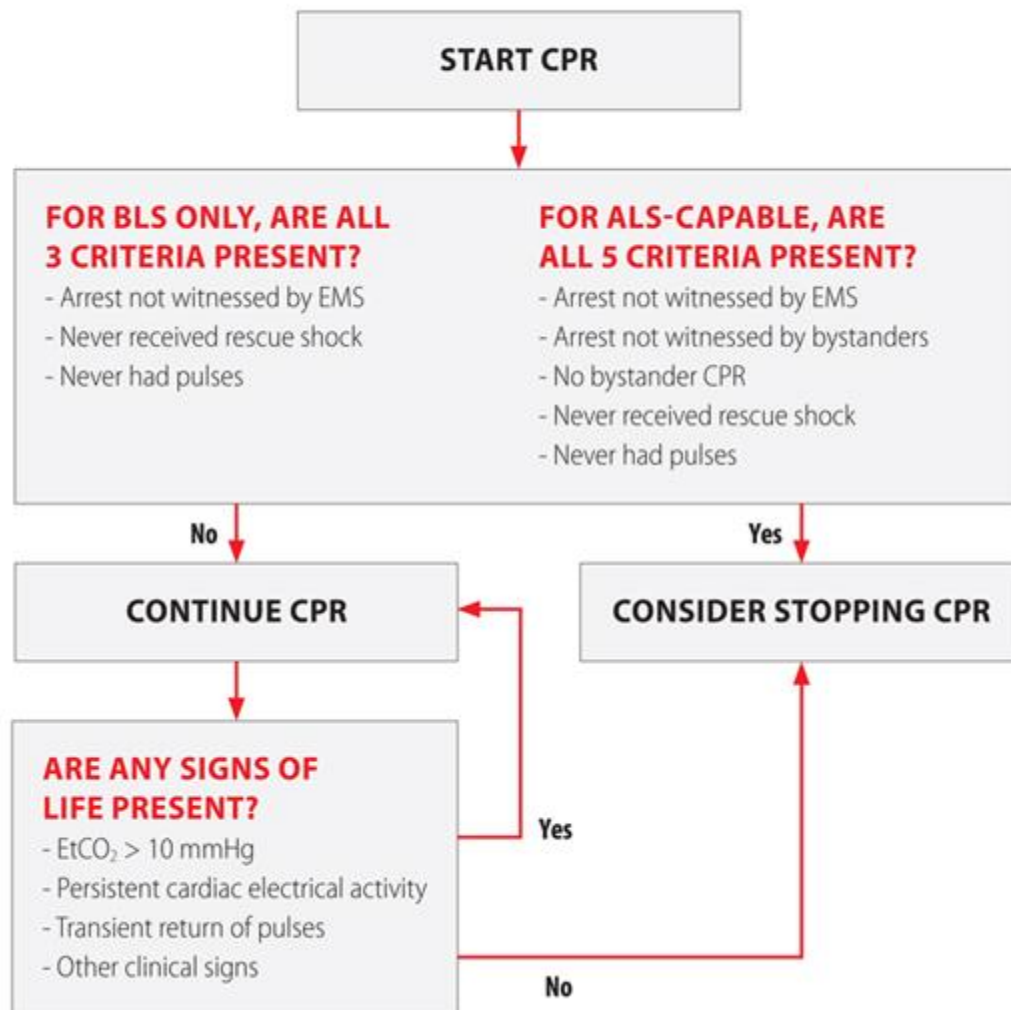 START CPR
FOR BLS ONLY, ARE ALL
3 CRITERIA PRESENT?
- Arrest not witnessed by EMS
- Never received rescue shock
- Never had pulses
FOR ALS-CAPABLE, ARE
ALL 5 CRITERIA PRESENT?
- Arrest not witnessed by EMS
- Arrest not witnessed by bystanders
- No bystander CPR
- Never received rescue shock
- Never had pulses
No
Yes
CONTINUE CPR
CONSIDER STOPPING CPR
ARE ANY SIGNS OF
LIFE PRESENT?
- EtCO₂ > 10 mmHg
- Persistent cardiac electrical activity
- Transient return of pulses
- Other clinical signs
Yes
No